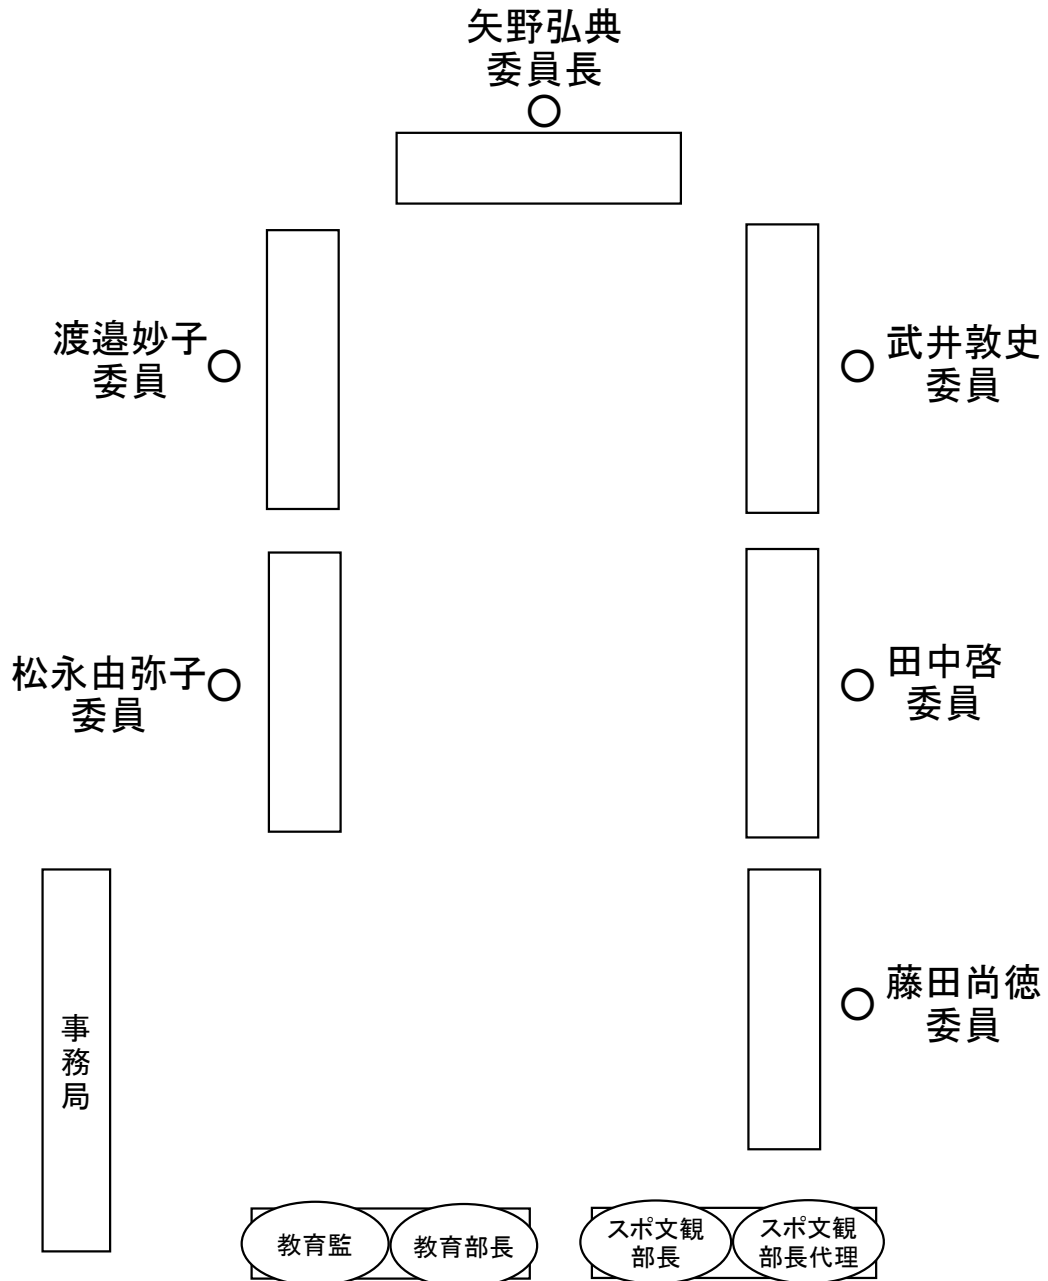 矢野弘典
委員長
渡邉妙子
委員
武井敦史
委員
松永由弥子
委員
田中啓
委員
藤田尚徳
委員
事務局
教育監
教育部長
スポ文観
部長
スポ文観
部長代理